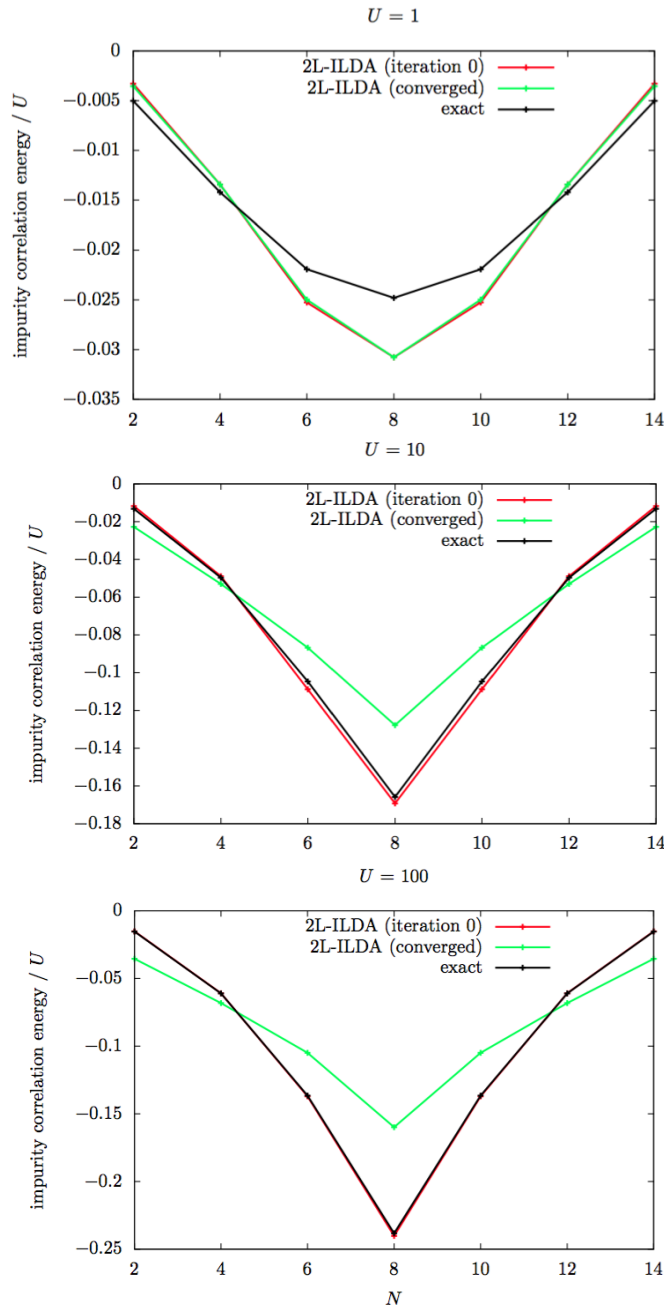 U = 1
impurity correlation energy / U
0
−0.005
−0.01
−0.015
−0.02
−0.025
−0.03
−0.035
2L-ILDA (iteration 0)
2L-ILDA (converged)
exact
2 4 6 8 10 12 14
U = 10
impurity correlation energy / U
0
−0.02
−0.04
−0.06
−0.08
−0.1
−0.12
−0.14
−0.16
−0.18
2L-ILDA (iteration 0)
2L-ILDA (converged)
exact
2 4 6 8 10 12 14
U = 100
impurity correlation energy / U
0
−0.05
−0.1
−0.15
−0.2
−0.25
2L-ILDA (iteration 0)
2L-ILDA (converged)
exact
2 4 6 8 10 12 14
N